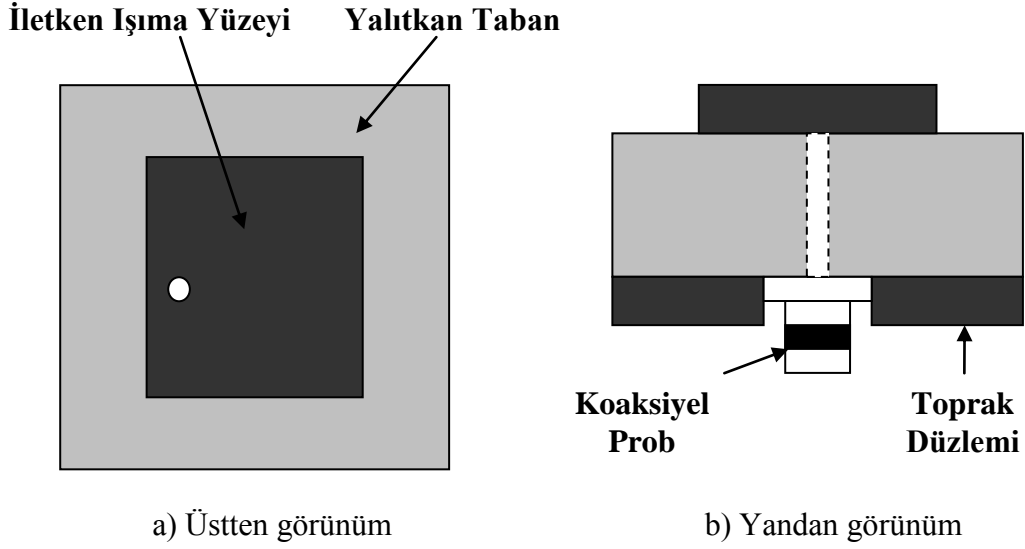 İletken Işıma Yüzeyi
Yalıtkan Taban
Koaksiyel
Prob
Toprak
Düzlemi
a) Üstten görünüm
b) Yandan görünüm